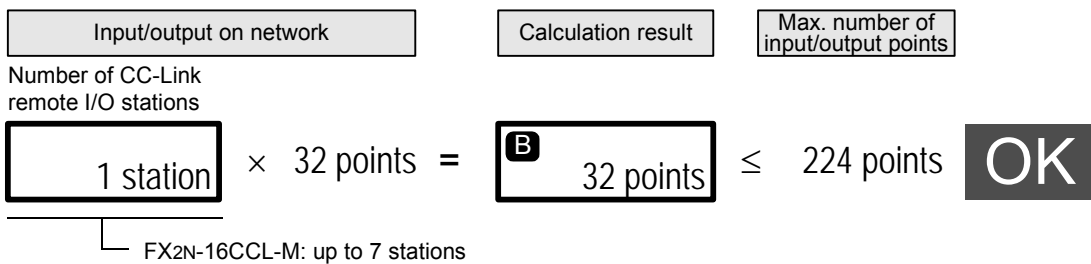 Input/output on network
Calculation result
Max. number of
input/output points
Number of CC-Link
remote I/O stations
1 station × 32 points = B 32 points ≤ 224 points OK
FX2N-16CCL-M: up to 7 stations